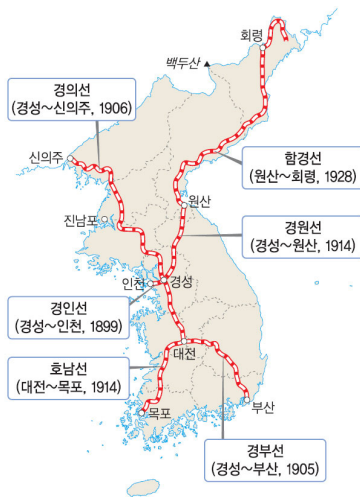 회령
백두산
경의선
(경성~신의주, 1906)
신의주
함경선
(원산~회령, 1928)
원산
진남포
경원선
(경성~원산, 1914)
인천
경성
경인선
(경성~인천, 1899)
대전
호남선
(대전~목포, 1914)
목포
부산
경부선
(경성~부산, 1905)